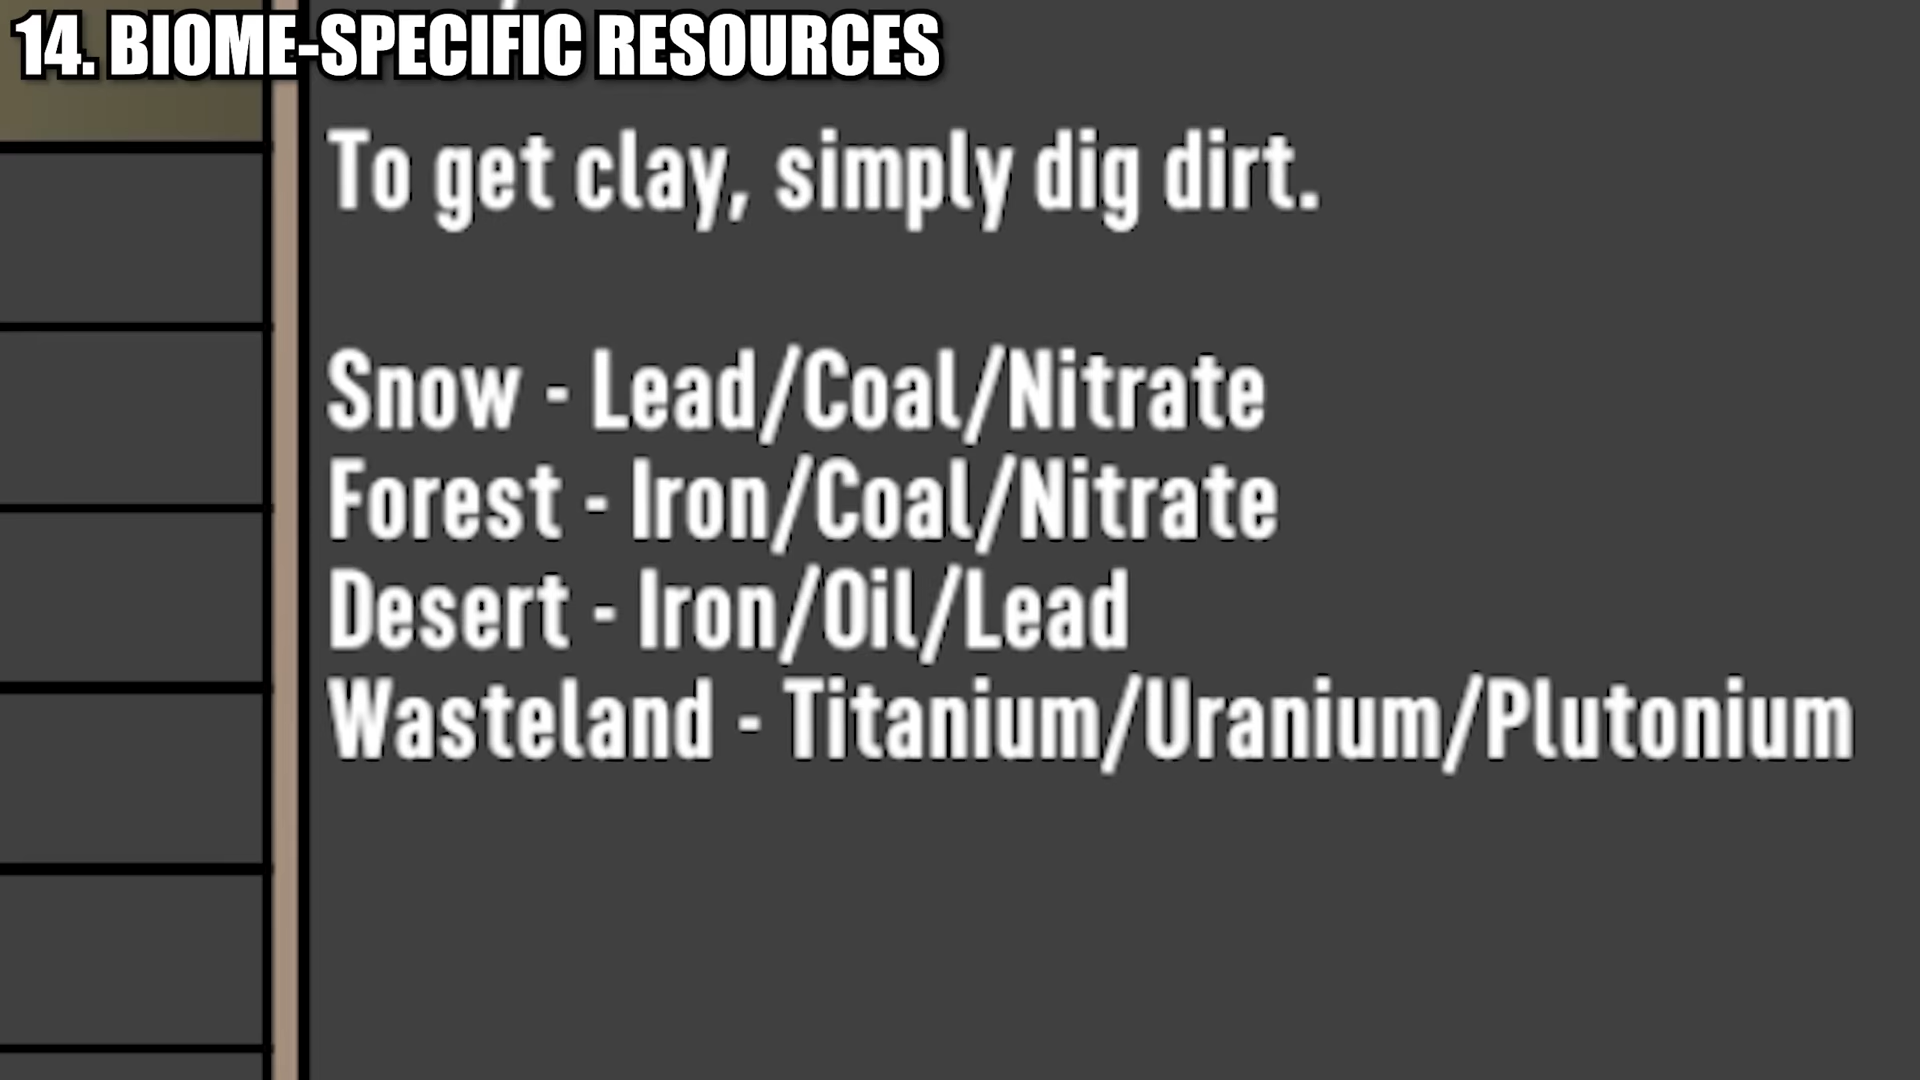 14. BIOME-SPECIFIC RESOURCES
To get clay, simply dig dirt.
Snow - Lead/Coal/Nitrate
Forest - Iron/Coal/Nitrate
Desert - Iron/Oil/Lead
Wasteland - Titanium/Uranium/Plutonium